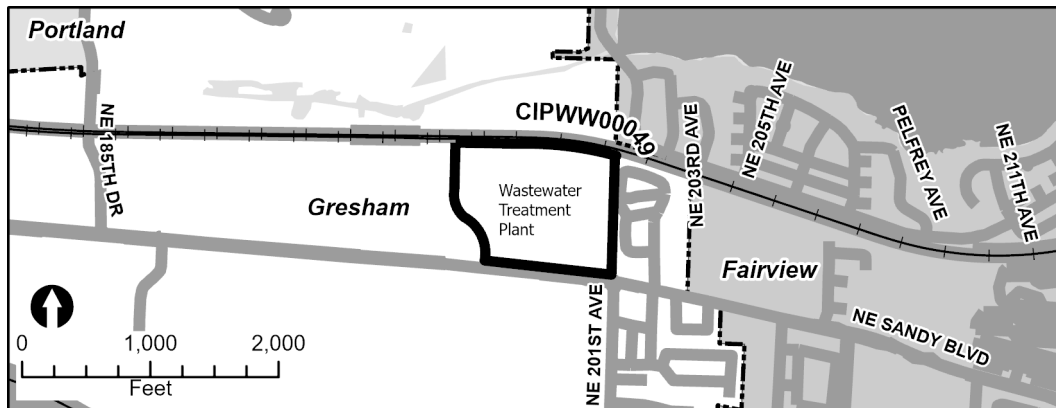 Portland
CIPWW00049
NE 185TH DR
NE 203RD AVE
NE 205TH AVE
PELFREY AVE
NE 211TH AVE
Gresham
Wastewater
Treatment
Plant
Fairview
NE 201ST AVE
NE SANDY BLVD
0 1,000 2,000
Feet